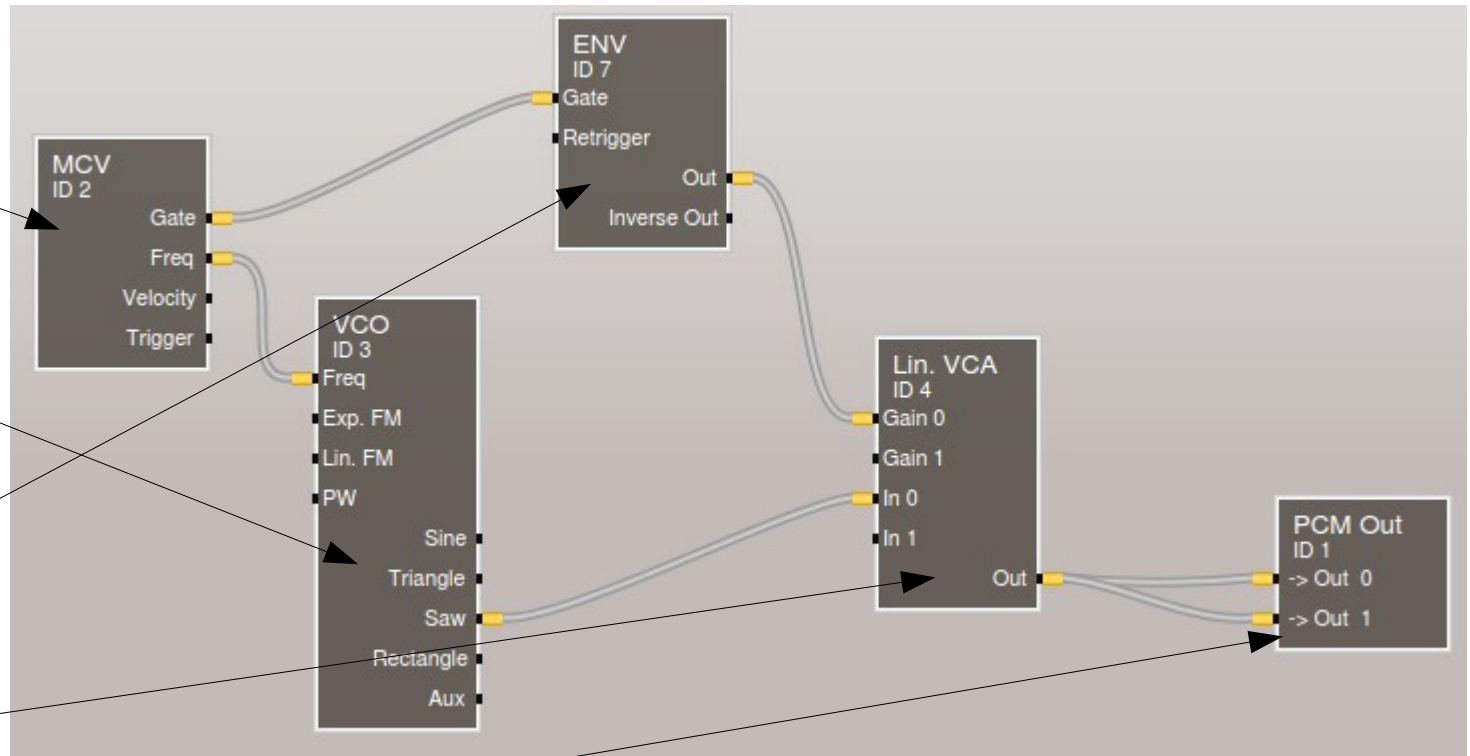 MCV
ID 2
Gate
Freq
Velocity
Trigger
ENV
ID 7
Gate
Retrigger
Out
Inverse Out
VCO
ID 3
Freq
Exp. FM
Lin. FM
PW
Sine
Triangle
Saw
Rectangle
Aux
Lin. VCA
ID 4
Gain 0
Gain 1
In 0
In 1
Out
PCM Out
ID 1
-> Out 0
-> Out 1